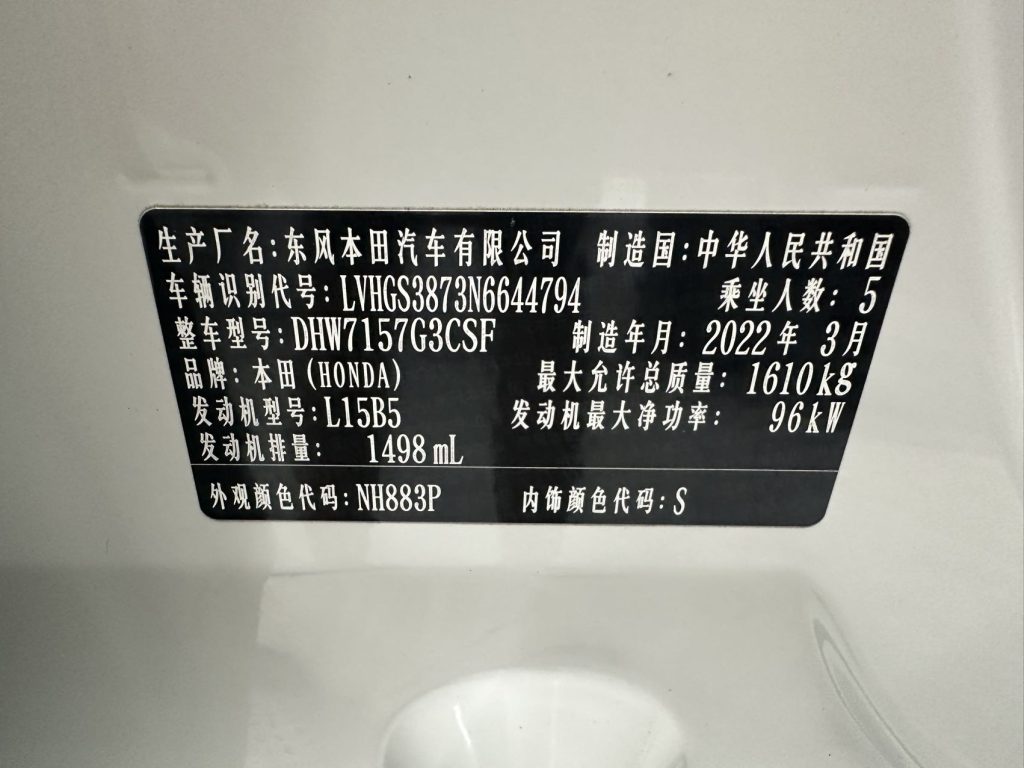 生产厂名:东风本田汽车有限公司 制造国:中华人民共和国
车辆识别代号:LVHGS3873N6644794 乘坐人数:5
整车型号:DHW7157G3CSF 制造年月:2022年 3月
品牌:本田(HONDA) 最大允许总质量:1610kg
发动机型号:L15B5 发动机最大净功率: 96kW
发动机排量: 1498mL
外观颜色代码:NH883P 内饰颜色代码:S